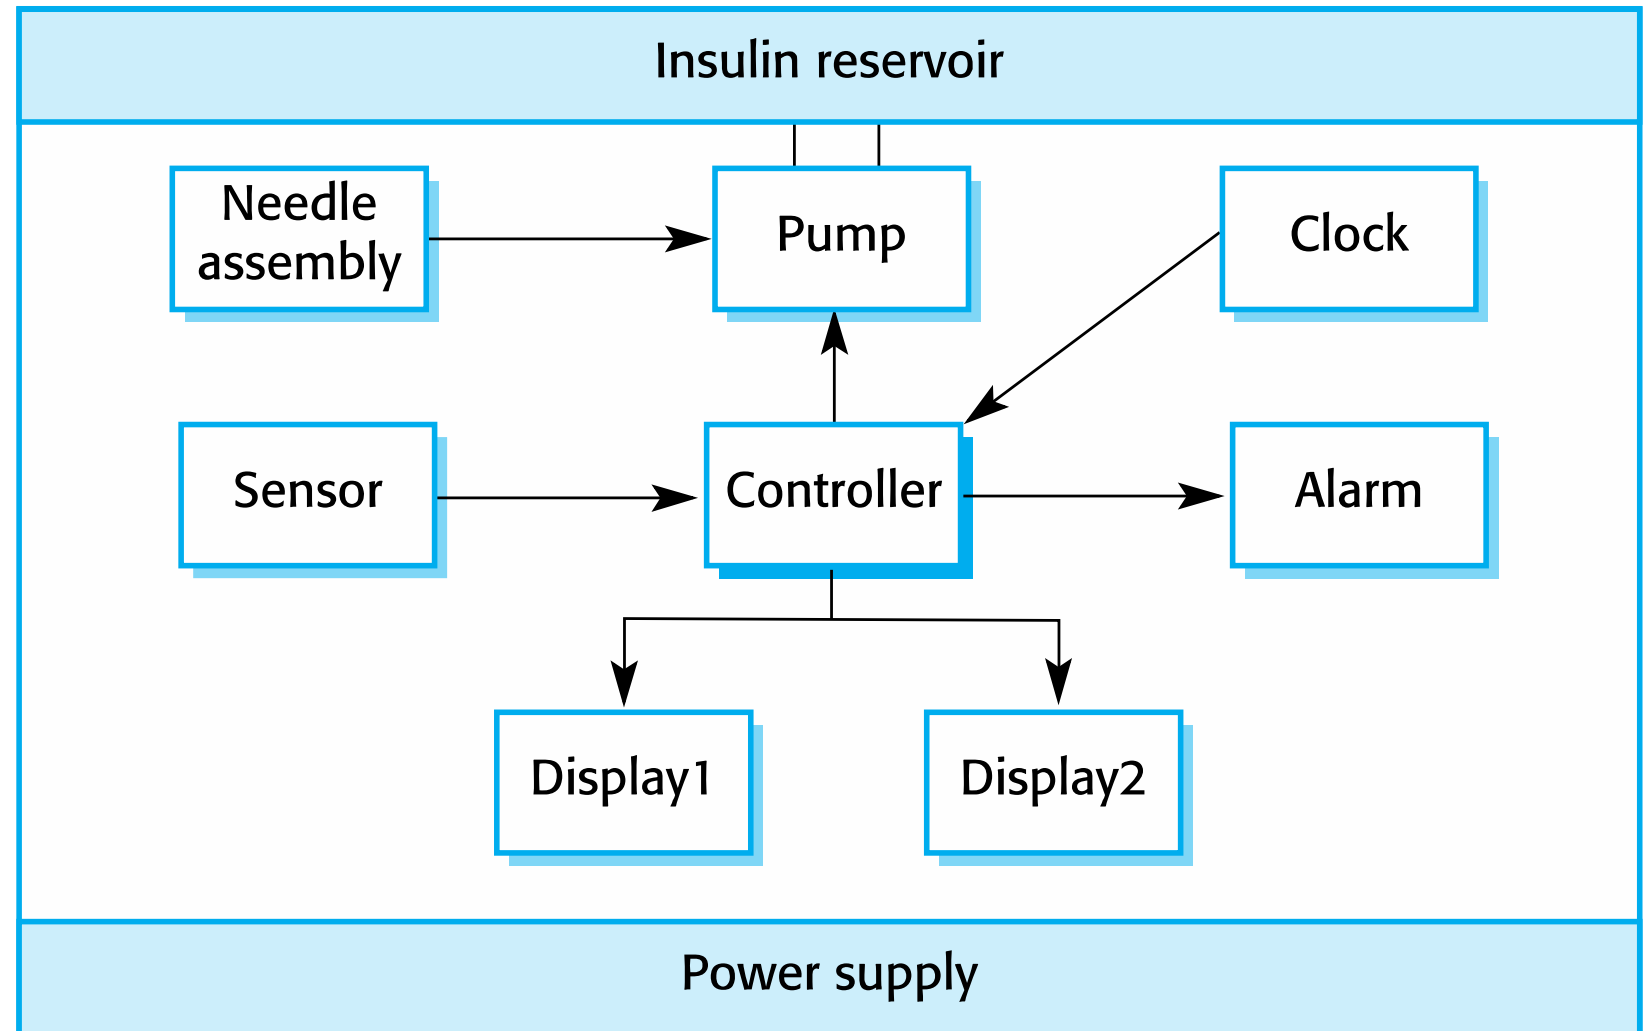 Insulin reservoir
Needle
assembly
Pump
Clock
Sensor
Controller
Alarm
Display1
Display2
Power supply